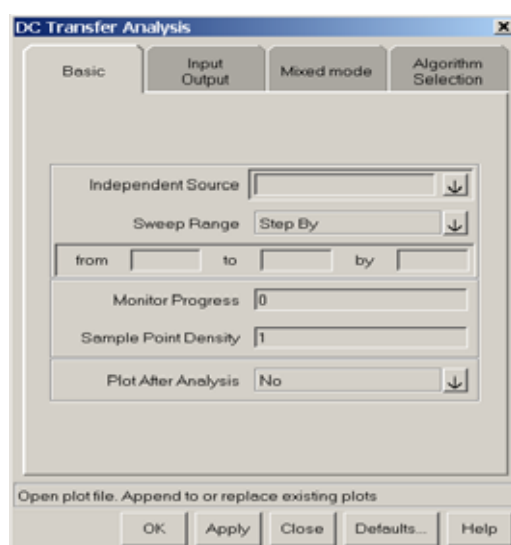 DC Transfer Analysis
Basic
Input
Output
Mixed mode
Algorithm
Selection
Independent Source
Sweep Range Step By
from to by
Monitor Progress 0
Sample Point Density 1
Plot After Analysis No
Open plot file. Append to or replace existing plots
OK Apply Close Defaults... Help